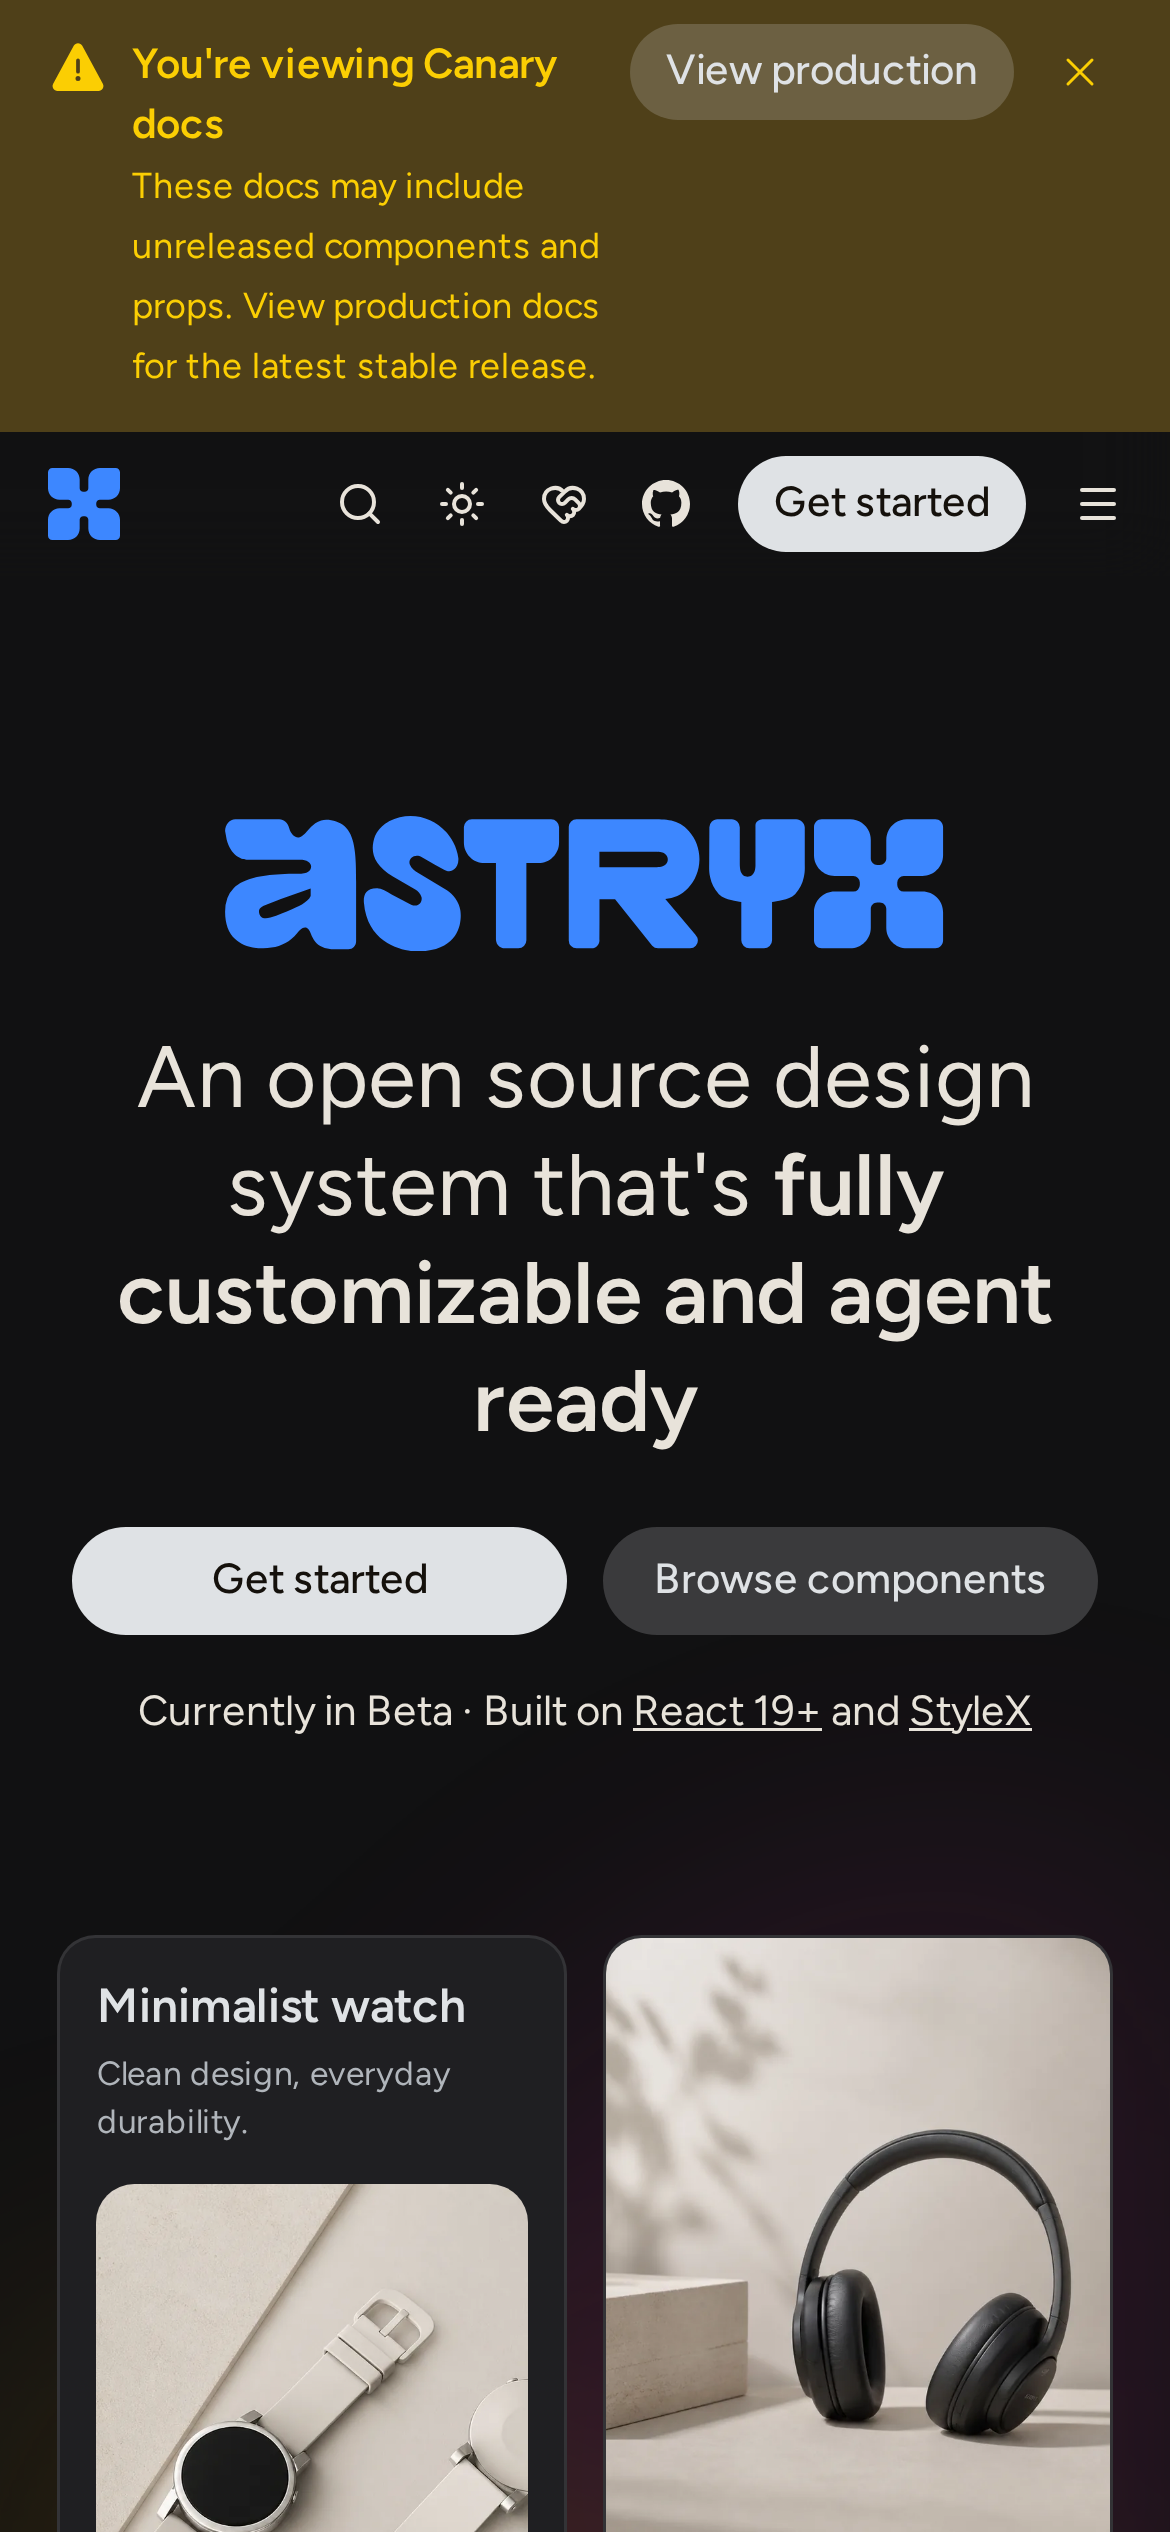 You're viewing Canary
docs
These docs may include
unreleased components and
props. View production docs
for the latest stable release.
View production
Get started
aSTRYX
An open source design
system that's fully
customizable and agent
ready
Get started
Browse components
Currently in Beta · Built on React 19+ and StyleX
Minimalist watch
Clean design, everyday
durability.